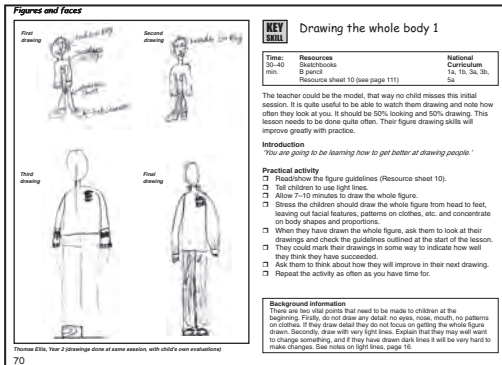 Figures and faces
First
drawing
Second
drawing
Third
drawing
Final
drawing
Thomas Ellis, Year 2 (drawings done at same session, with child's own evaluations)
70
KEY
SKILL
Drawing the whole body 1
Time:
30–40
min.
Resources
Sketchbooks
B pencil
Resource sheet 10 (see page 111)
National
Curriculum
1a, 1b, 3a, 3b,
5a
The teacher could be the model, that way no child misses this initial
session. It is quite useful to be able to watch them drawing and note how
often they look at you. It should be 50% looking and 50% drawing. This
lesson needs to be done quite often. Their figure drawing skills will
improve greatly with practice.
Introduction
'You are going to be learning how to get better at drawing people.'
Practical activity
❒ Read/show the figure guidelines (Resource sheet 10).
❒ Tell children to use light lines.
❒ Allow 7–10 minutes to draw the whole figure.
❒ Stress the children should draw the whole figure from head to feet,
leaving out facial features, patterns on clothes, etc. and concentrate
on body shapes and proportions.
❒ When they have drawn the whole figure, ask them to look at their
drawings and check the guidelines outlined at the start of the lesson.
❒ They could mark their drawings in some way to indicate how well
they think they have succeeded.
❒ Ask them to think about how they will improve in their next drawing.
❒ Repeat the activity as often as you have time for.
Background information
There are two vital points that need to be made to children at the
beginning. Firstly, do not draw any detail: no eyes, nose, mouth, no patterns
on clothes. If they draw detail they do not focus on getting the whole figure
drawn. Secondly, draw with very light lines. Explain that they may well want
to change something, and if they have drawn dark lines it will be very hard to
make changes. See notes on light lines, page 16.